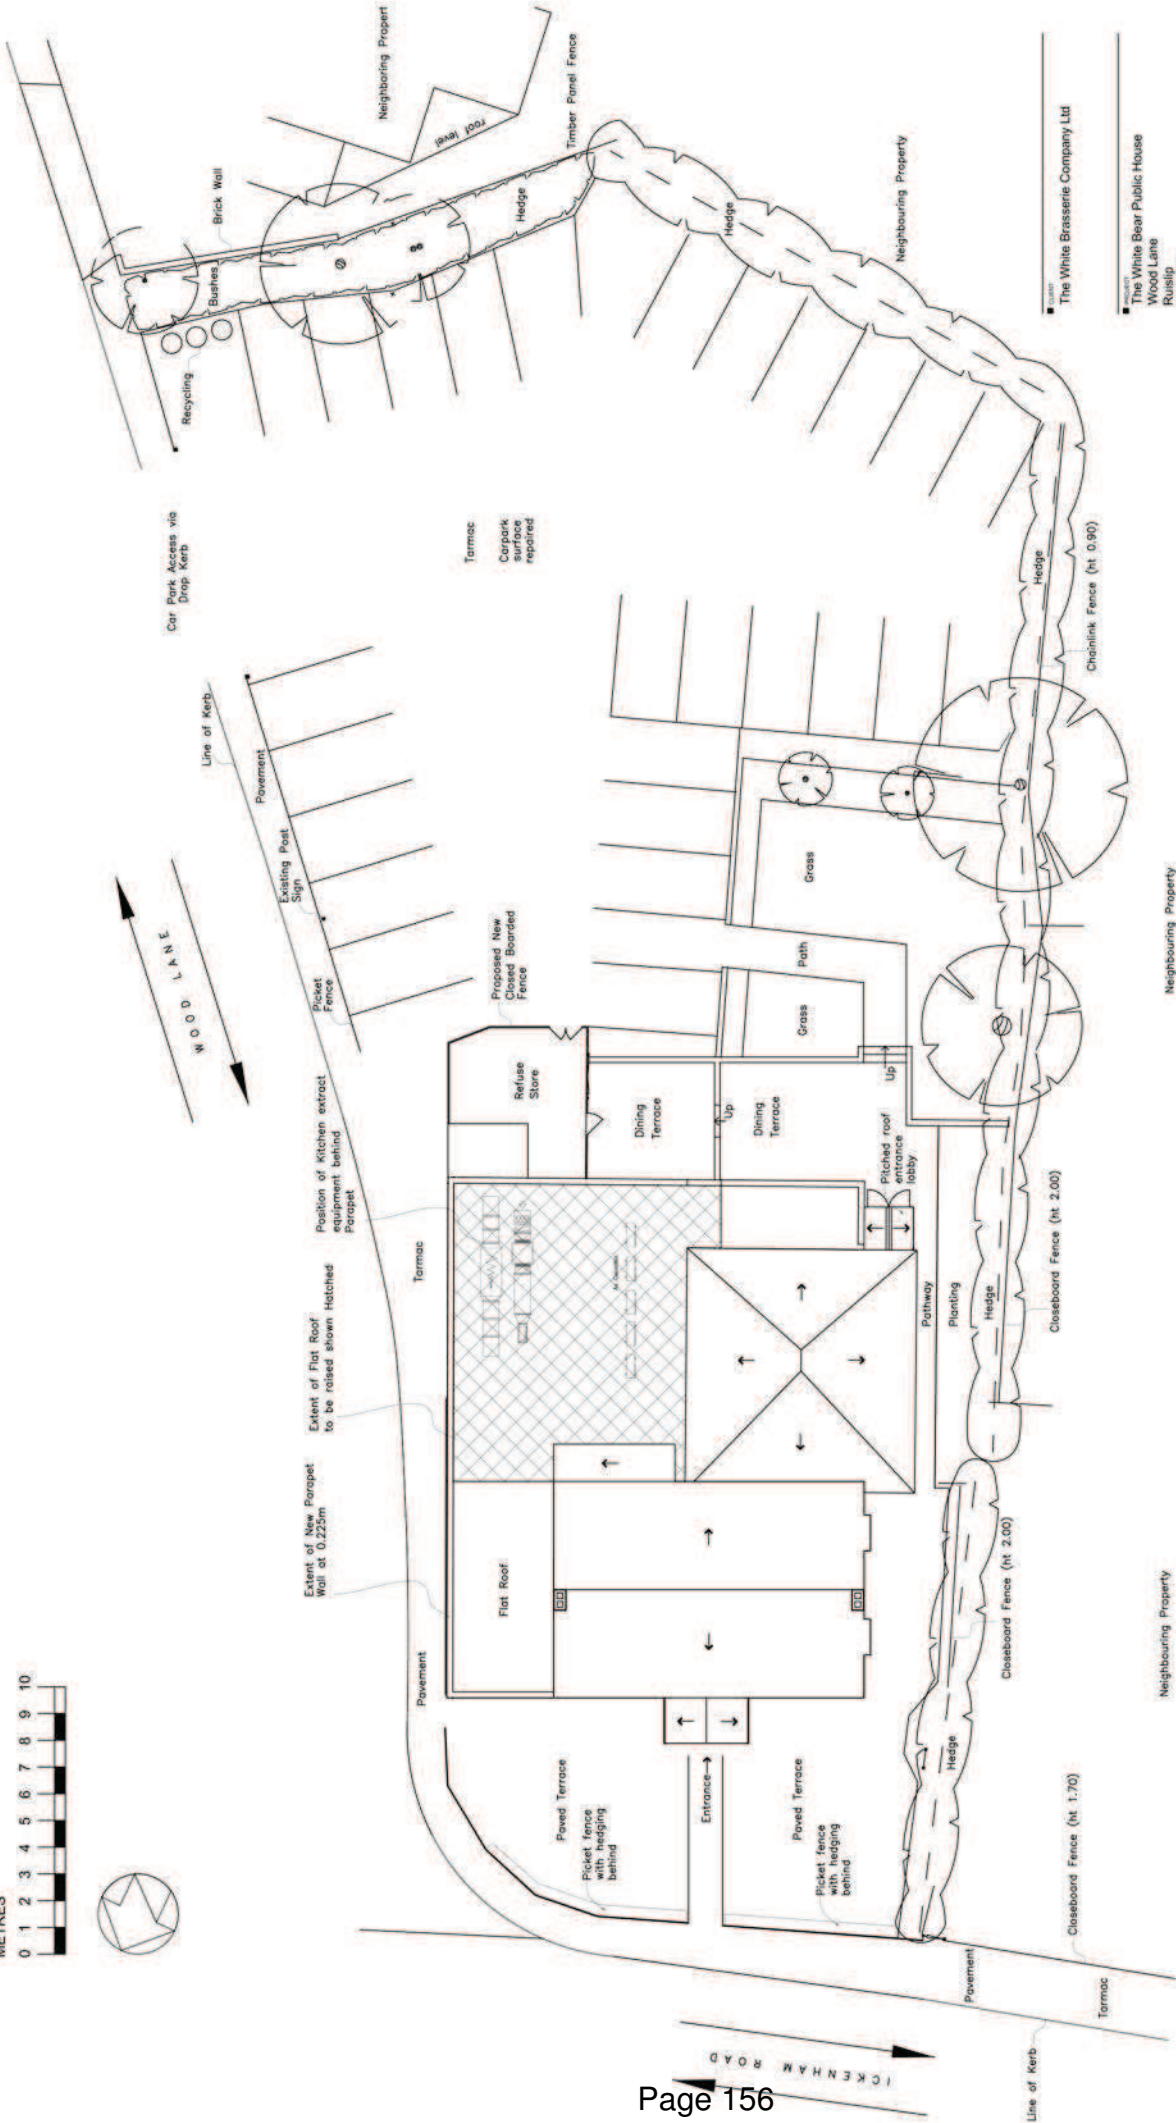 METRES
0 1 2 3 4 5 6 7 8 9 10
WOOD LANE
Line of Kerb
Pavement
Existing Post
Sign
Picket
Fence
Car Park Access via
Drop Kerb
Recycling
Bushes
Brick Wall
Neighboring Propert
roof level
Timber Panel Fence
Hedge
Hedge
Neighbouring Property
Tarmac
Carpark
surface
repaired
Extent of New Parapet
Wall at 0.225m
Extent of Flat Roof
to be raised shown Hatched
Position of Kitchen extract
equipment behind
Parapet
Tarmac
Pavement
Proposed New
Closed Boarded
Fence
Refuse
Store
Dining
Terrace
Up
Dining
Terrace
Grass
Path
Grass
Up
Pitched roof
entrance
lobby
Flat Roof
Pathway
Planting
Hedge
Closeboard Fence (ht 2.00)
Hedge
Chainlink Fence (ht 0.90)
Paved Terrace
Picket fence
with hedging
behind
Entrance
Paved Terrace
Picket fence
with hedging
behind
Hedge
Closeboard Fence (ht 2.00)
Closeboard Fence (ht 1.70)
Pavement
Tarmac
Line of Kerb
ICKENHAM ROAD
Neighbouring Property
Neighbouring Property
CLIENT
The White Brasserie Company Ltd
PROJECT
The White Bear Public House
Wood Lane
Ruislip
Page 156